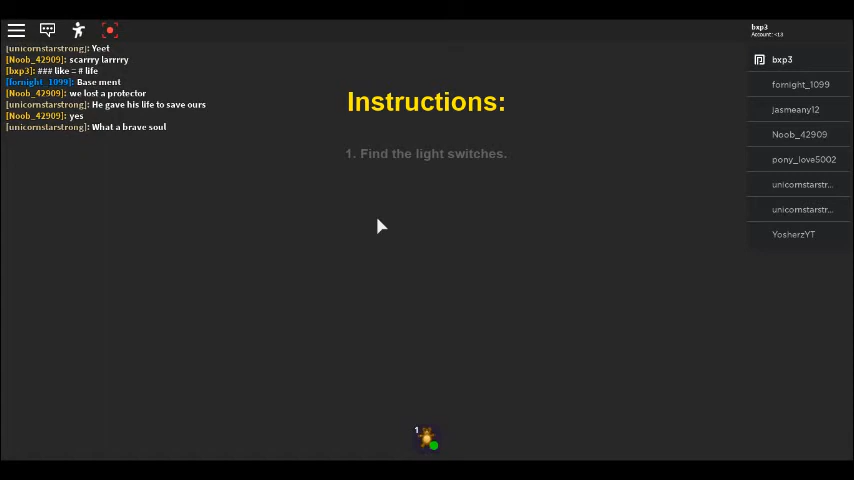 [unicornstarstrong]: Yeet
[Noob_42909]: scarrry larrrry
[bxp3]: ### like = # life
[fornight_1099]: Base ment
[Noob_42909]: we lost a protector
[unicornstarstrong]: He gave his life to save ours
[Noob_42909]: yes
[unicornstarstrong]: What a brave soul
Instructions:
1. Find the light switches.
1
bxp3
Account: <13
bxp3
fornight_1099
jasmeany12
Noob_42909
pony_love5002
unicornstarstr...
unicornstarstr...
YosherzYT